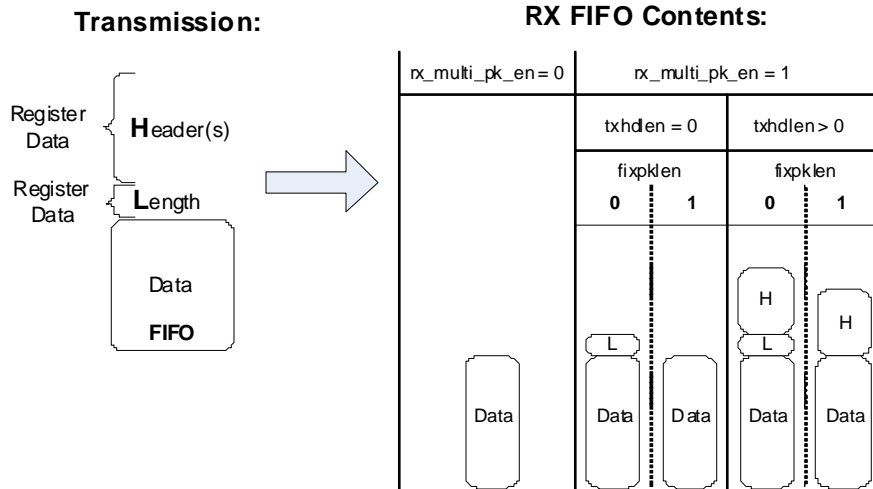 Transmission:
RX FIFO Contents:
rx_multi_pk_en = 0
rx_multi_pk_en = 1
txhdlen = 0
txhdlen > 0
fixpklen
fixpklen
0 1 0 1
Register
Data
Header(s)
Register
Data
Length
Data
FIFO
H
H
L
L
Data
Data
Data
Data
Data